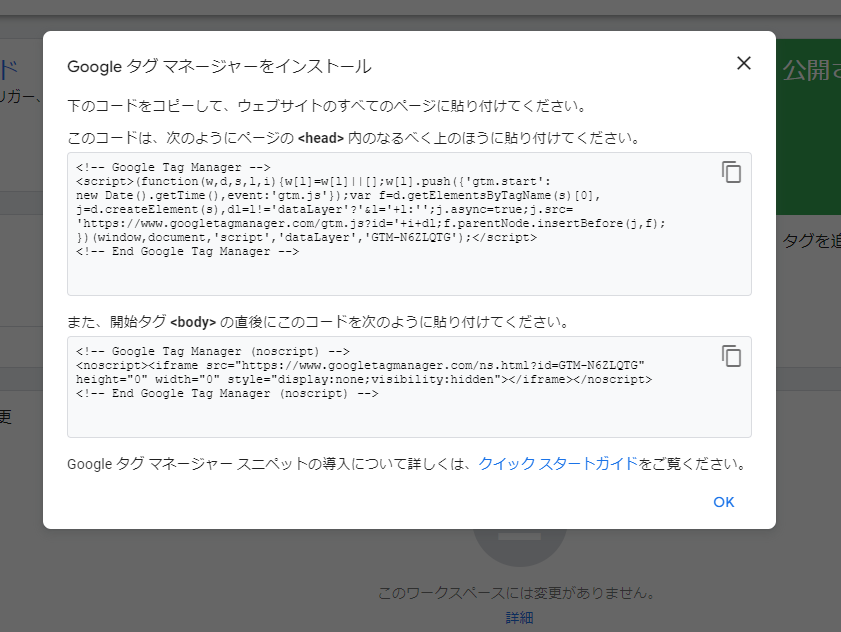 Google タグ マネージャーをインストール
ド
公開す
リガー、
下のコードをコピーして、ウェブサイトのすべてのページに貼り付けてください。
このコードは、次のようにページの <head> 内のなるべく上のほうに貼り付けてください。
<!-- Google Tag Manager -->
<script>(function(w,d,s,l,i){w[l]=w[l]||[];w[l].push({'gtm.start':
new Date().getTime(),event:'gtm.js'});var f=d.getElementsByTagName(s)[0],
j=d.createElement(s),dl=l!='dataLayer'?'&l='+l:'';j.async=true;j.src=
'https://www.googletagmanager.com/gtm.js?id='+i+dl;f.parentNode.insertBefore(j,f);
})(window,document,'script','dataLayer','GTM-N6ZLQTG');</script>
<!-- End Google Tag Manager -->
タグを追
また、開始タグ <body> の直後にこのコードを次のように貼り付けてください。
<!-- Google Tag Manager (noscript) -->
<noscript><iframe src="https://www.googletagmanager.com/ns.html?id=GTM-N6ZLQTG"
height="0" width="0" style="display:none;visibility:hidden"></iframe></noscript>
<!-- End Google Tag Manager (noscript) -->
更
Google タグ マネージャー スニペットの導入について詳しくは、クイック スタートガイドをご覧ください。
OK
このワークスペースには変更がありません。
詳細